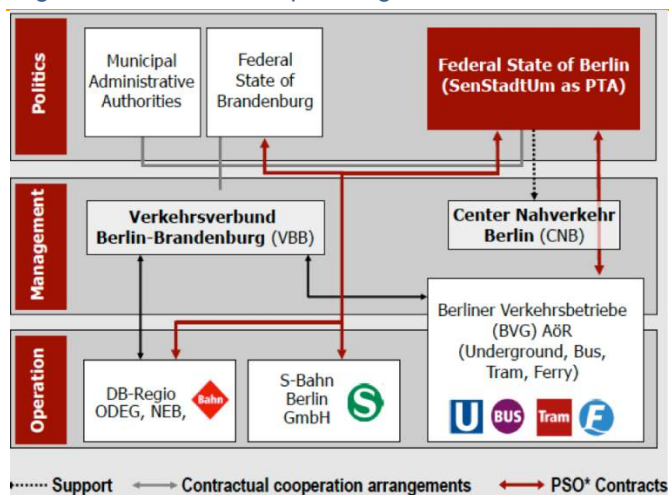 Politics
Municipal
Administrative
Authorities
Federal
State of
Brandenburg
Federal State of Berlin
(SenStadtUm as PTA)
Management
Verkehrsverbund
Berlin-Brandenburg (VBB)
Center Nahverkehr
Berlin (CNB)
Berliner Verkehrsbetriebe
(BVG) AöR
(Underground, Bus,
Tram, Ferry)
U
BUS
Tram
F
Operation
DB-Regio
ODEG, NEB,
Bahn
S-Bahn
Berlin
GmbH
S
Support
Contractual cooperation arrangements
PSO* Contracts